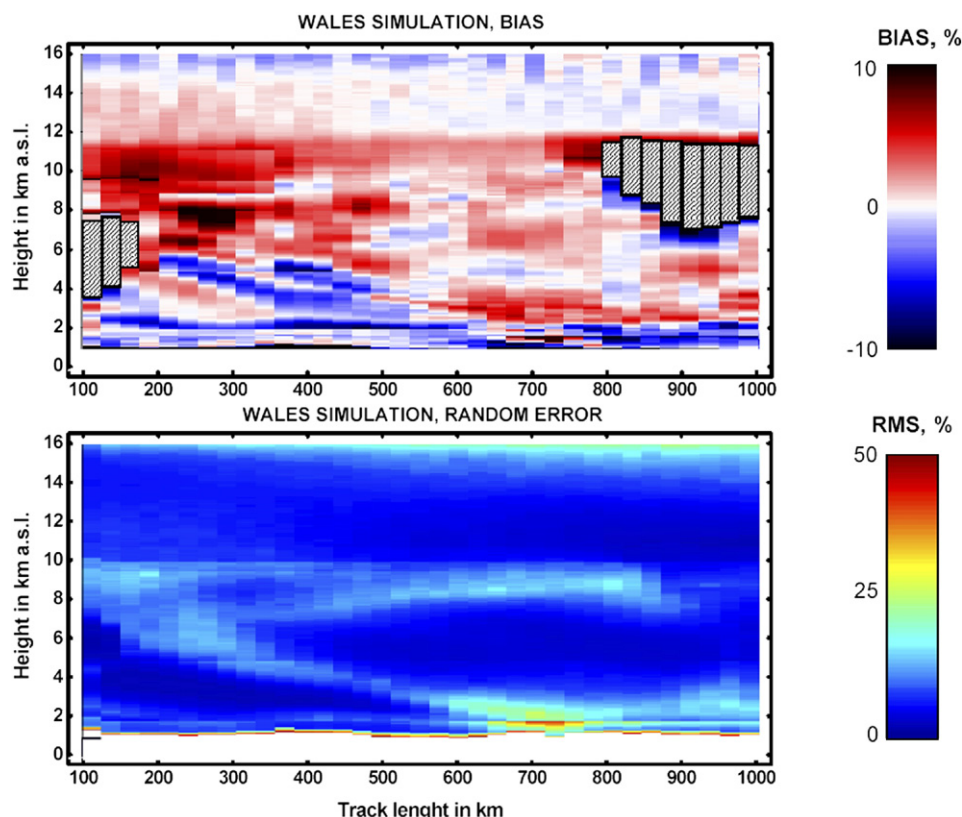 WALES SIMULATION, BIAS
BIAS, %
Height in km a.s.l.
16
14
12
10
8
6
4
2
0
100 200 300 400 500 600 700 800 900 1000
10
0
-10
WALES SIMULATION, RANDOM ERROR
RMS, %
Height in km a.s.l.
16
14
12
10
8
6
4
2
0
100 200 300 400 500 600 700 800 900 1000
Track lenght in km
50
25
0